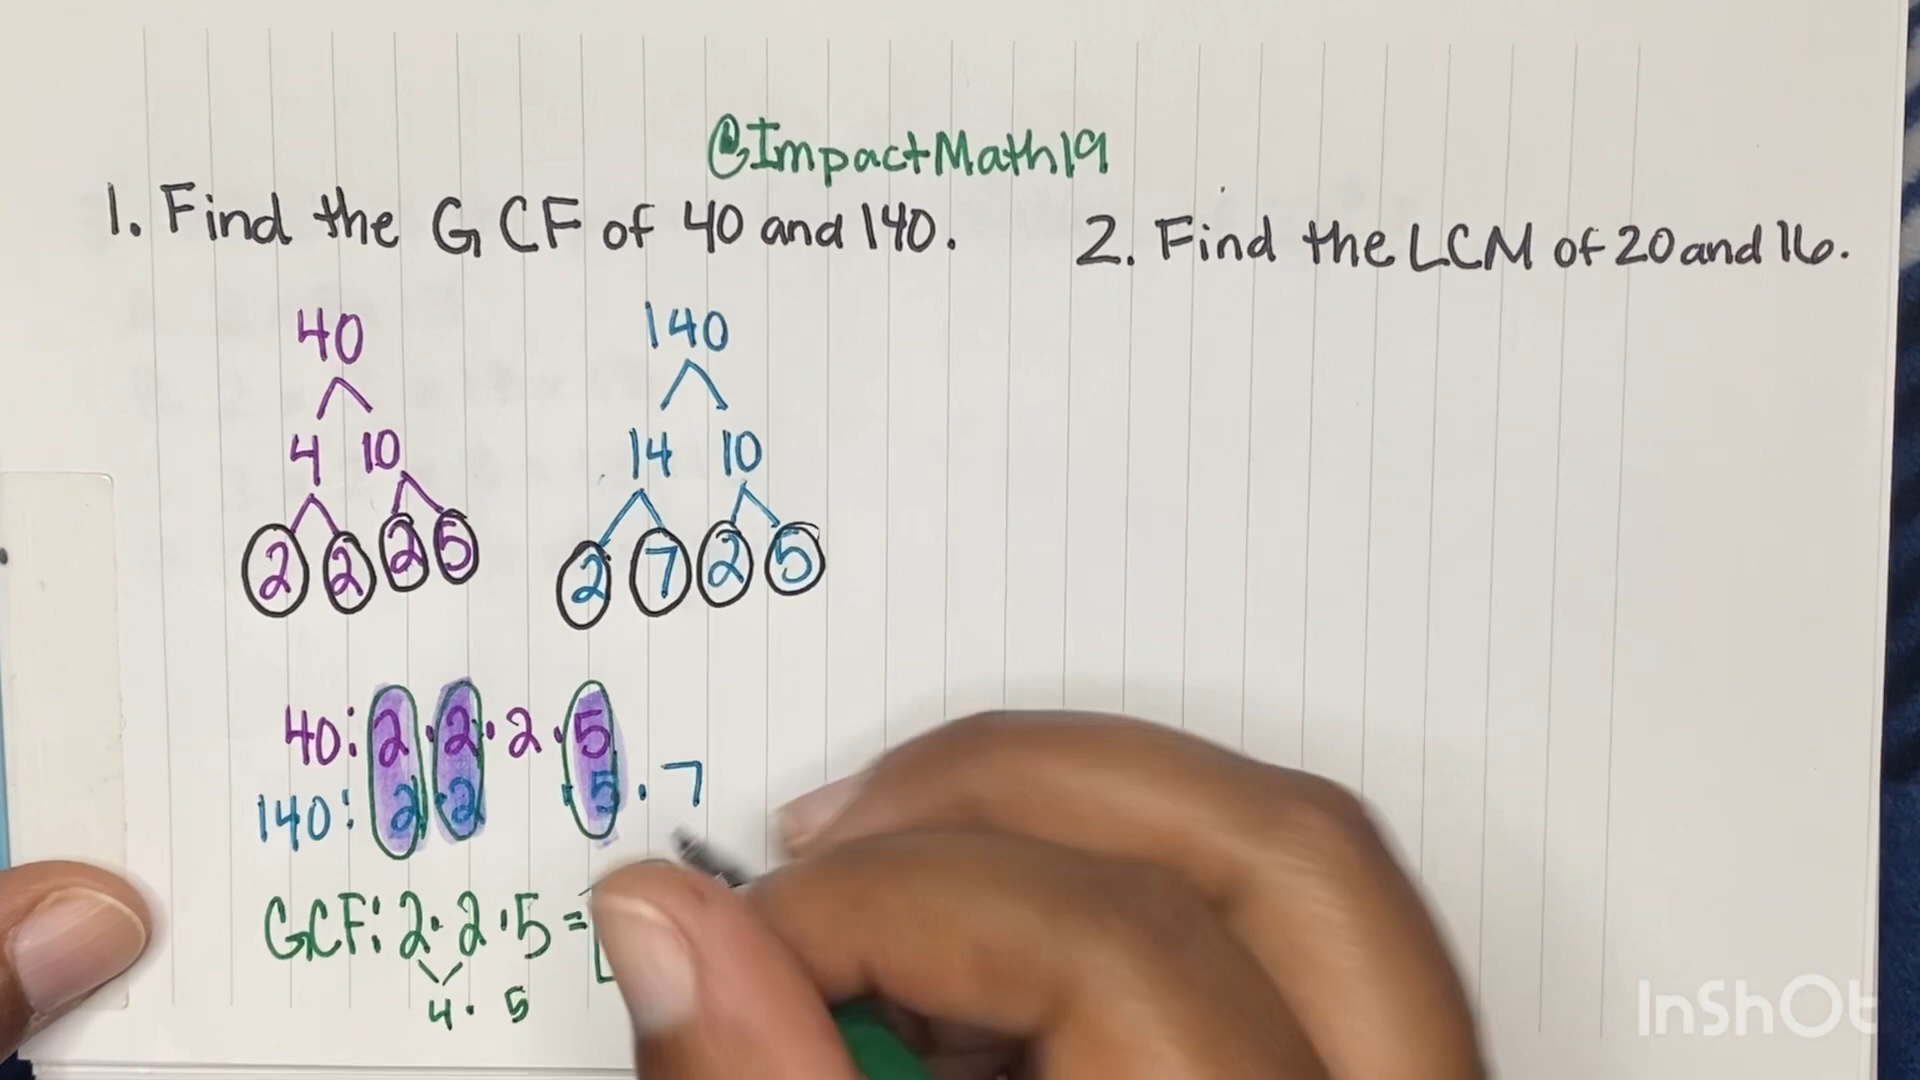 @ImpactMath19
1. Find the GCF of 40 and 140.
40
4 10
2 2 2 5
140
14 10
2 7 2 5
40: 2 · 2 · 2 · 5
140: 2 · 2 · 5 · 7
GCF: 2 · 2 · 5 =
4 · 5
2. Find the LCM of 20 and 16.
InShOt